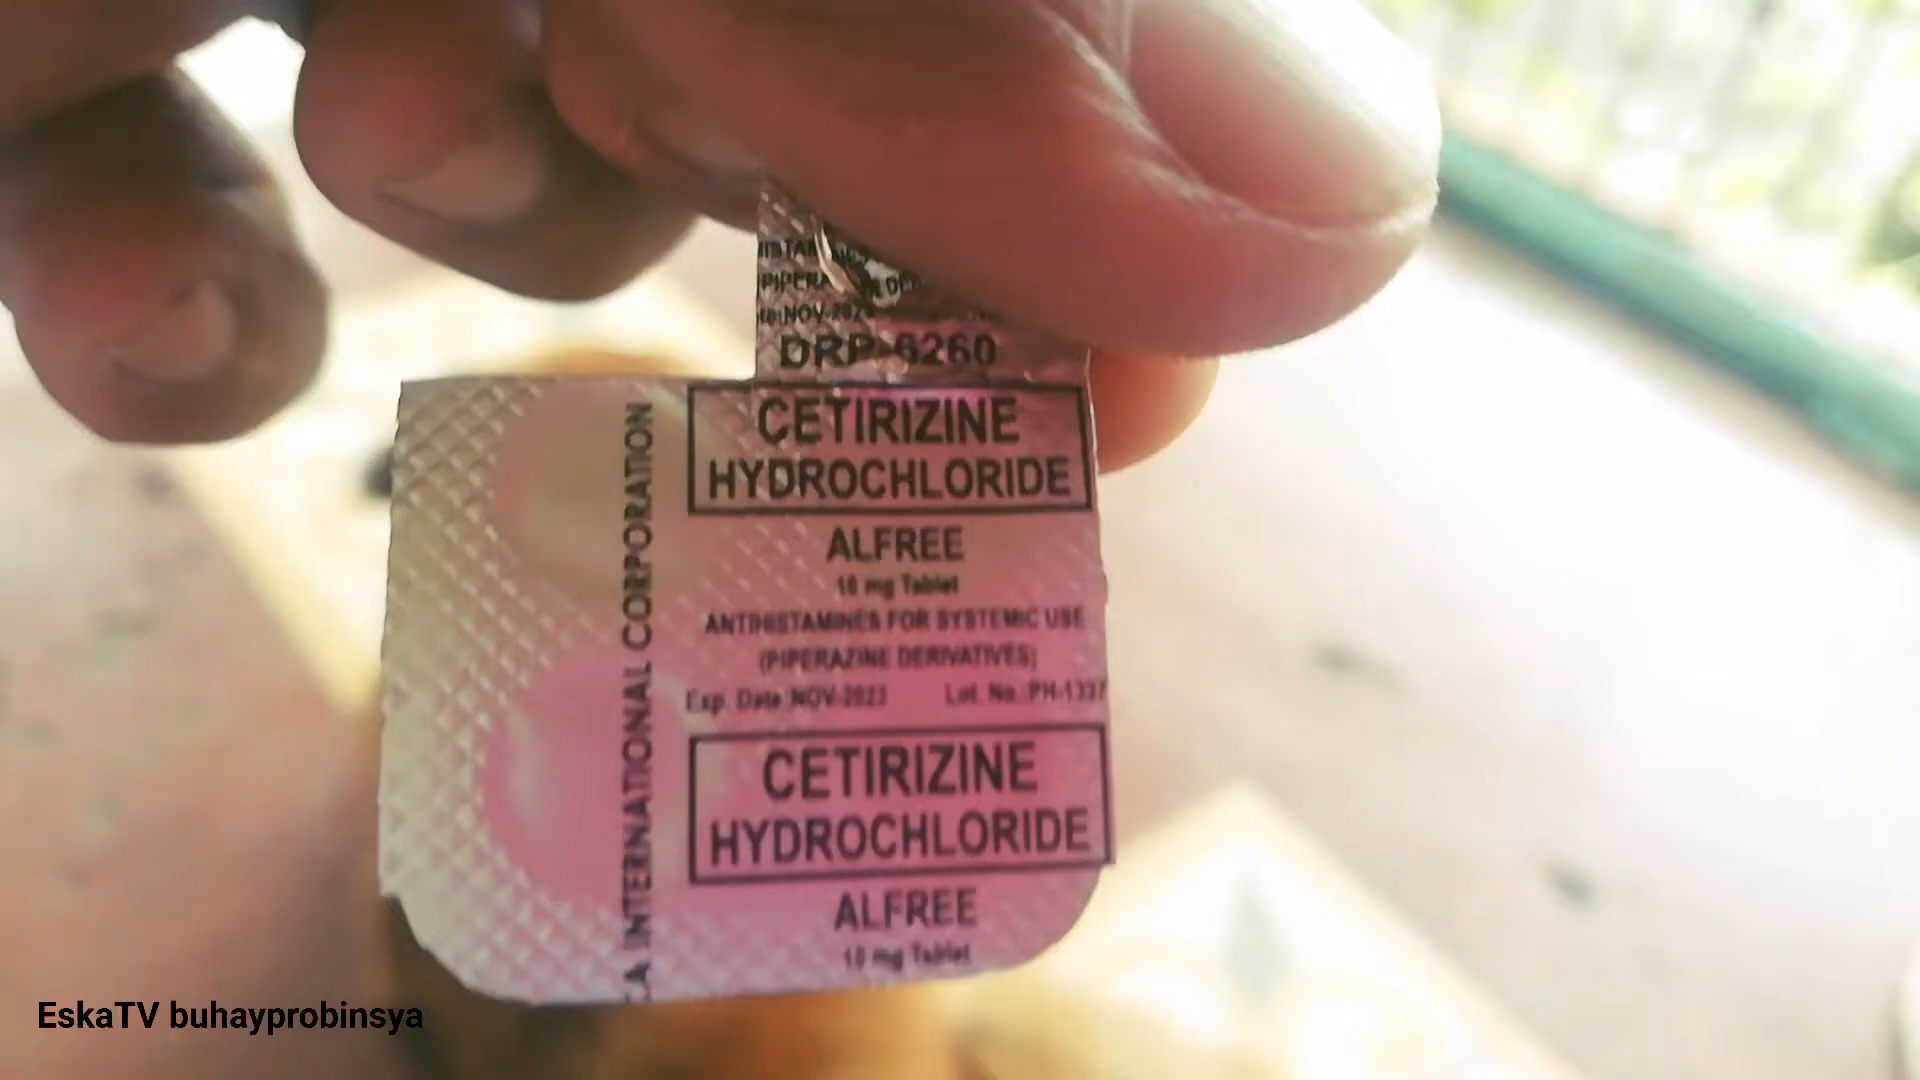 DRP-6260
CETIRIZINE
HYDROCHLORIDE
ALFREE
10 mg Tablet
ANTIHISTAMINES FOR SYSTEMIC USE
(PIPERAZINE DERIVATIVES)
Exp. Date:NOV-2023 Lot. No.:PH-1337
CETIRIZINE
HYDROCHLORIDE
ALFREE
10 mg Tablet
INTERNATIONAL CORPORATION
EskaTV buhayprobinsya